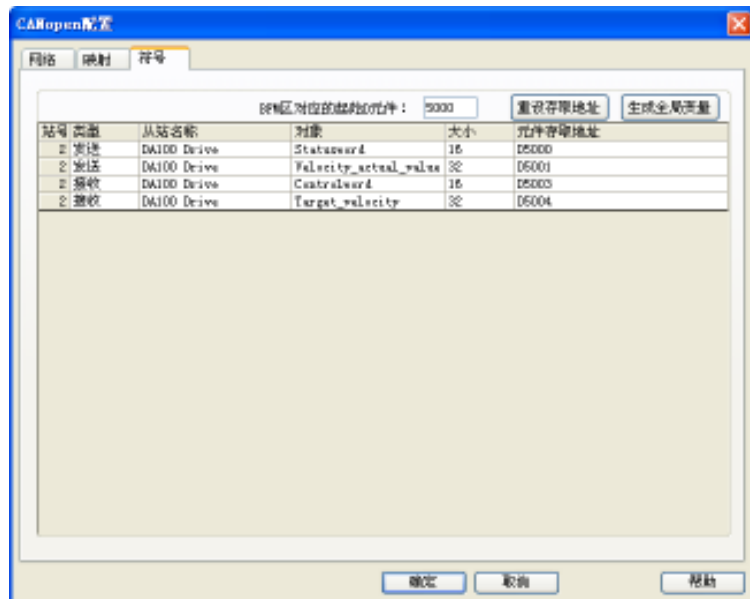 CANopen配置
网络 映射 符号
BFM区对应的起始D元件： 5000 重设存取地址 生成全局变量
站号 类型 从站名称 对象 大小 元件存取地址
2 发送 DA100 Drive Statusword 16 D5000
2 发送 DA100 Drive Velocity_actual_value 32 D5001
2 接收 DA100 Drive Controlword 16 D5003
2 接收 DA100 Drive Target_velocity 32 D5004
确定 取消 帮助